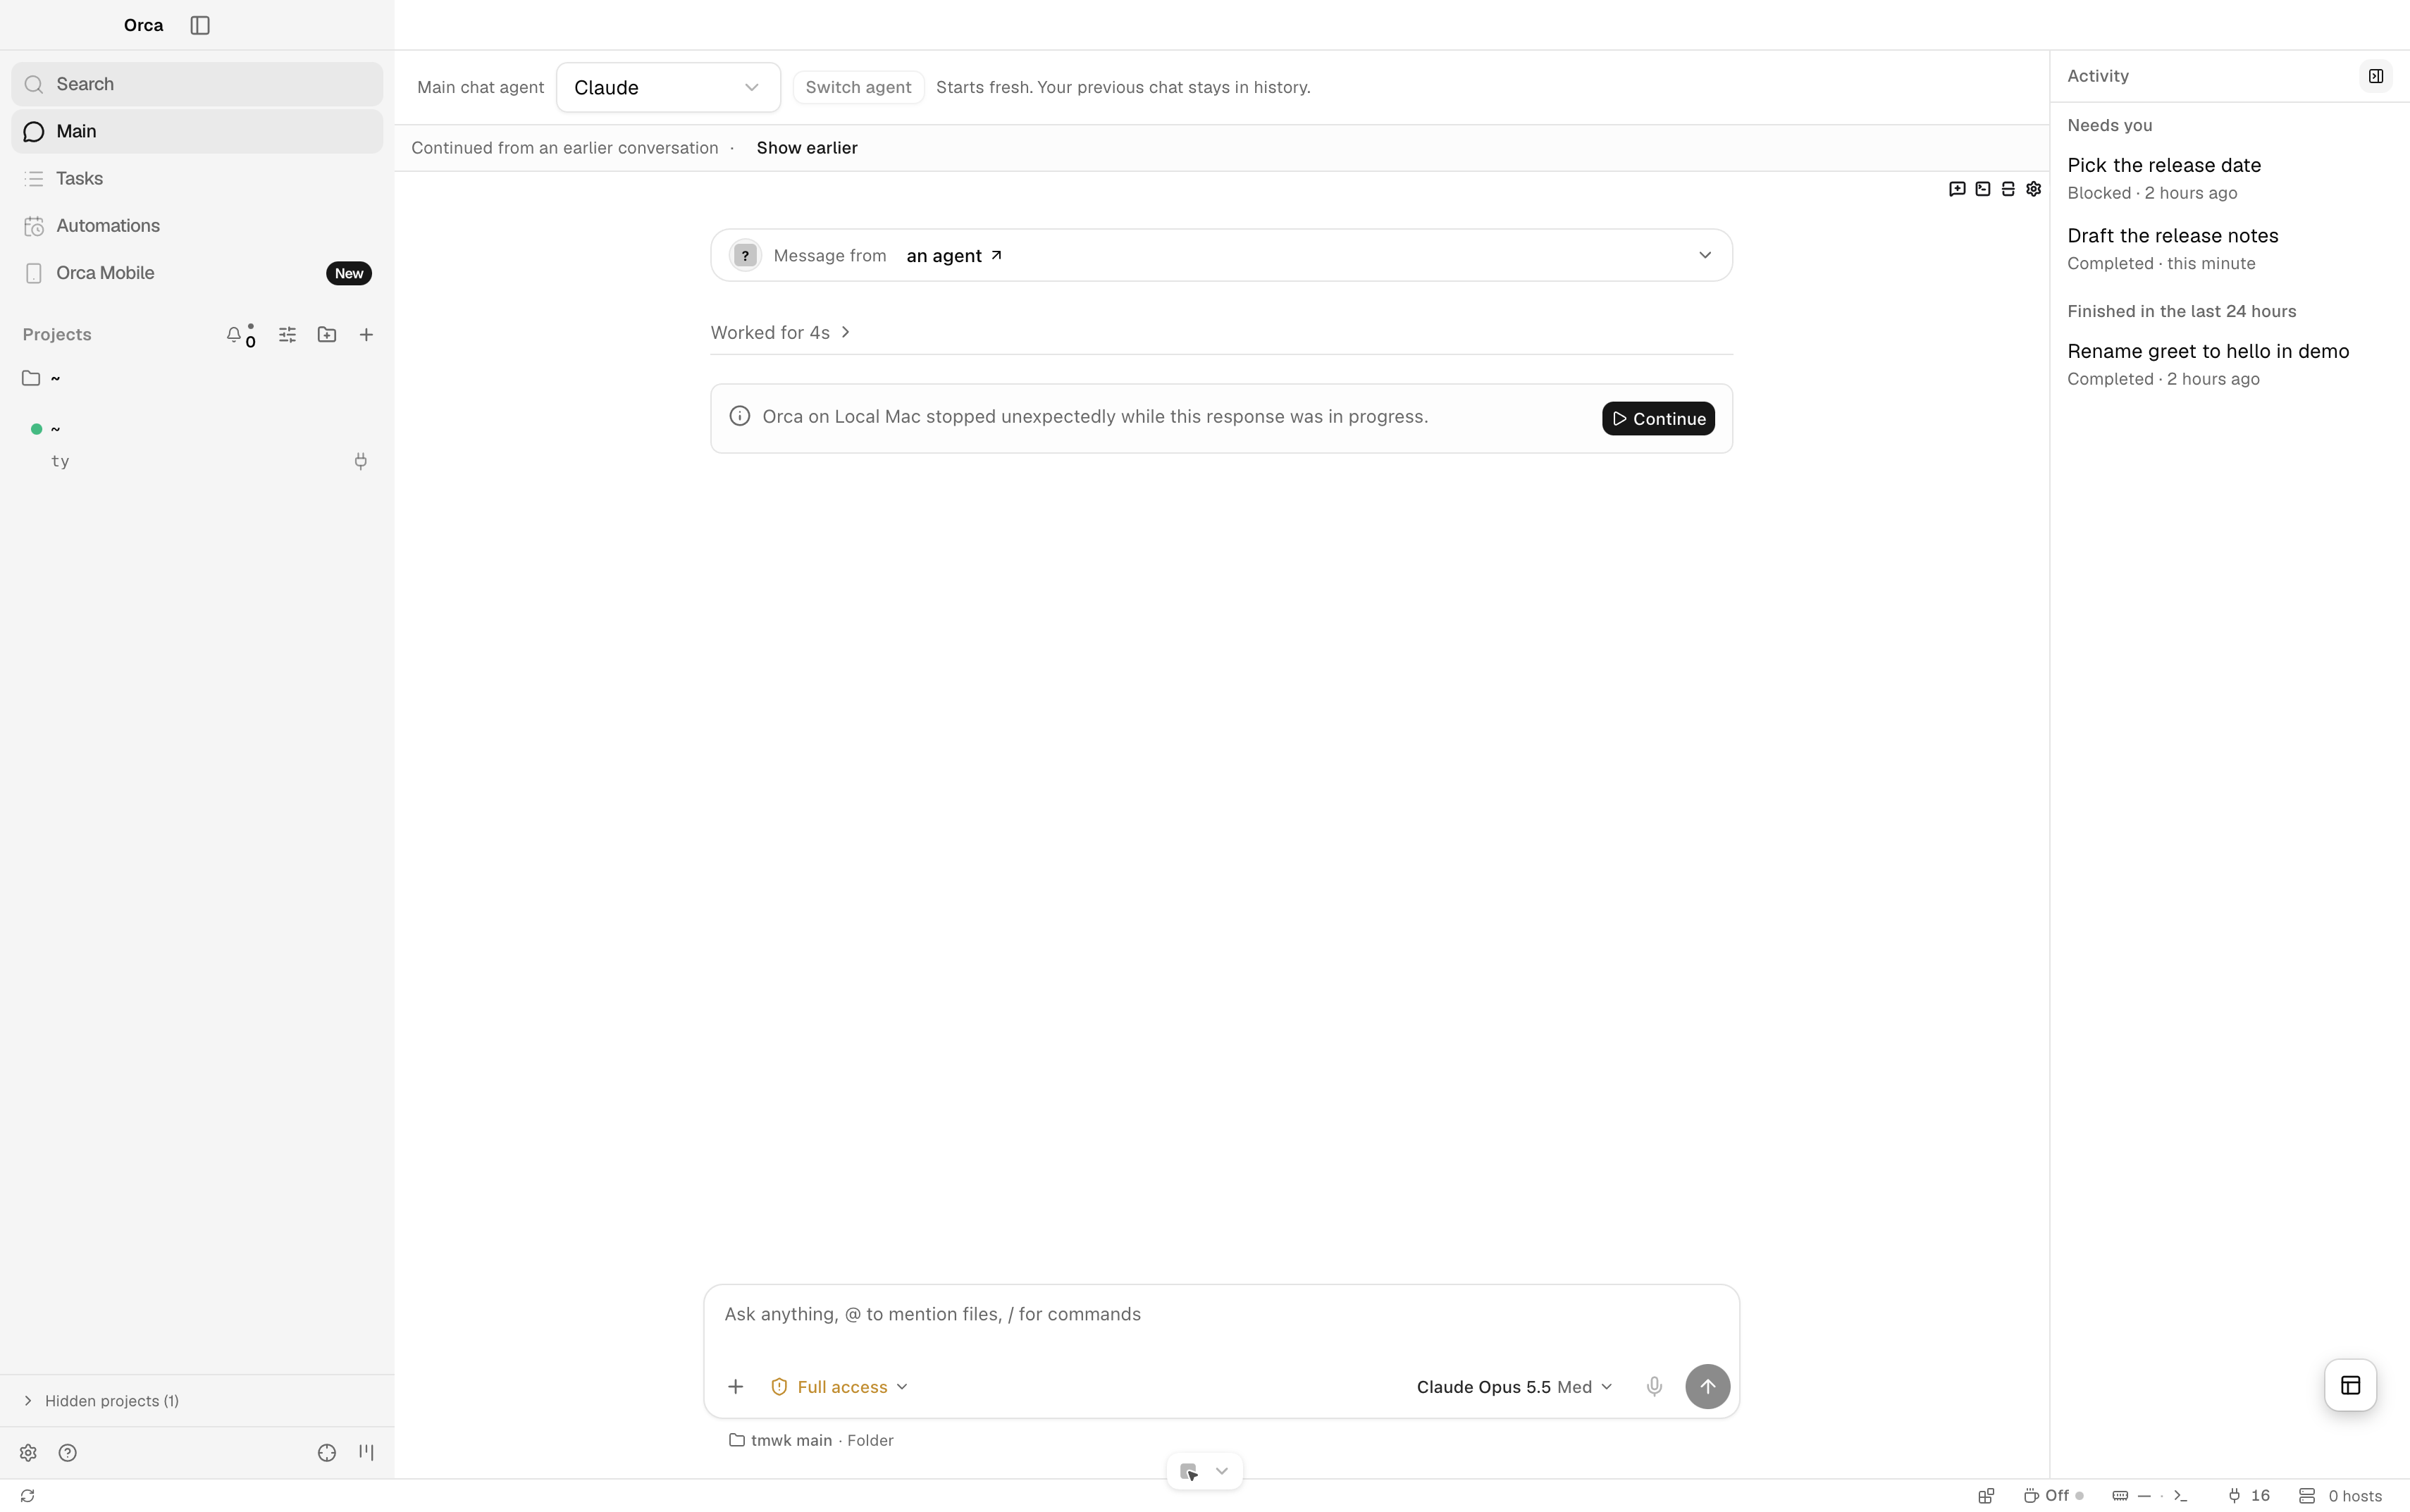 Orca
Search
Main
Tasks
Automations
Orca Mobile
New
Projects
0
~
~
ty
Hidden projects (1)
Main chat agent
Claude
Switch agent
Starts fresh. Your previous chat stays in history.
Continued from an earlier conversation · Show earlier
? Message from an agent
Worked for 4s
Orca on Local Mac stopped unexpectedly while this response was in progress.
Continue
Ask anything, @ to mention files, / for commands
Full access
Claude Opus 5.5 Med
tmwk main · Folder
Activity
Needs you
Pick the release date
Blocked · 2 hours ago
Draft the release notes
Completed · this minute
Finished in the last 24 hours
Rename greet to hello in demo
Completed · 2 hours ago
Off
— ·
16
0 hosts